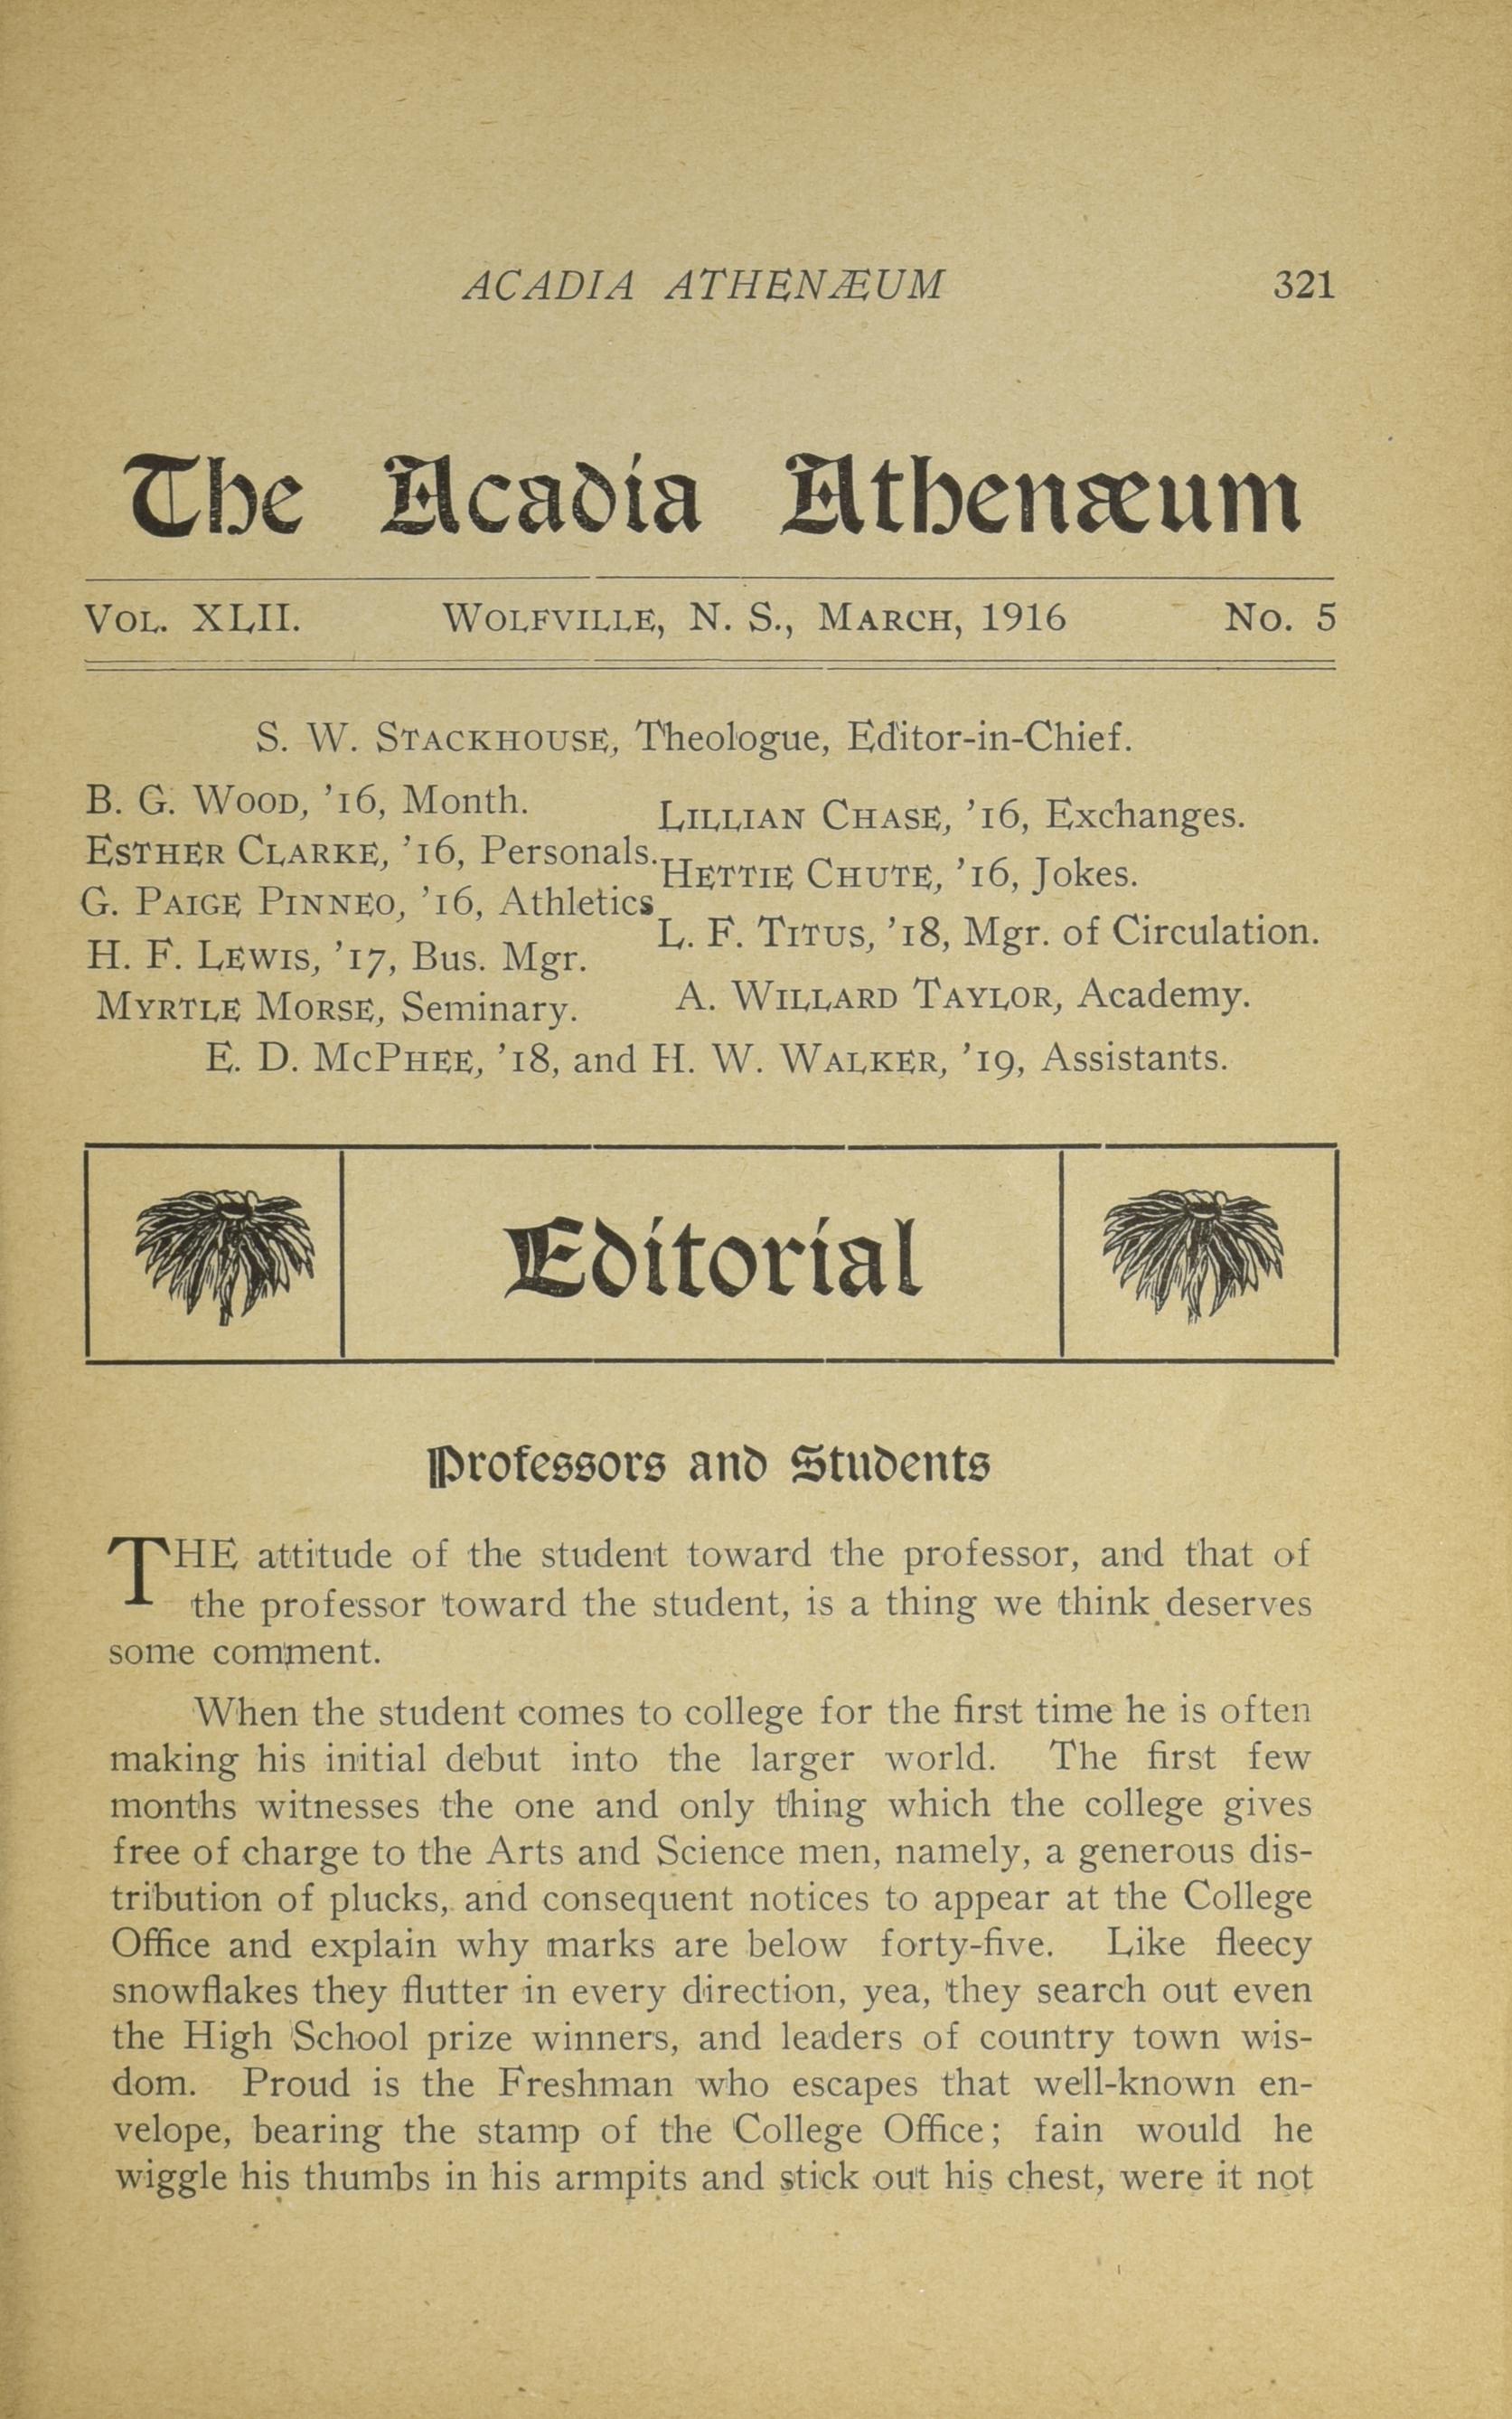 ACADIA ATHENÆUM 321
The Acadia Athenæum
VOL. XLII. WOLFVILLE, N. S., MARCH, 1916 No. 5
S. W. STACKHOUSE, Theologue, Editor-in-Chief.
B. G. WOOD, '16, Month.
ESTHER CLARKE, '16, Personals.
G. PAIGE PINNEO, '16, Athletics
H. F. LEWIS, '17, Bus. Mgr.
MYRTLE MORSE, Seminary.
LILLIAN CHASE, '16, Exchanges.
HETTIE CHUTE, '16, Jokes.
L. F. TITUS, '18, Mgr. of Circulation.
A. WILLARD TAYLOR, Academy.
E. D. MCPHEE, '18, and H. W. WALKER, '19, Assistants.
Editorial
Professors and Students
THE attitude of the student toward the professor, and that of
the professor toward the student, is a thing we think deserves
some comment.
When the student comes to college for the first time he is often
making his initial debut into the larger world. The first few
months witnesses the one and only thing which the college gives
free of charge to the Arts and Science men, namely, a generous dis-
tribution of plucks, and consequent notices to appear at the College
Office and explain why marks are below forty-five. Like fleecy
snowflakes they flutter in every direction, yea, they search out even
the High School prize winners, and leaders of country town wis-
dom. Proud is the Freshman who escapes that well-known en-
velope, bearing the stamp of the College Office; fain would he
wiggle his thumbs in his armpits and stick out his chest, were it not